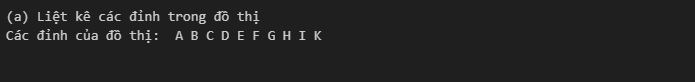 (a) Liệt kê các đỉnh trong đồ thị
Các đỉnh của đồ thị:  A B C D E F G H I K